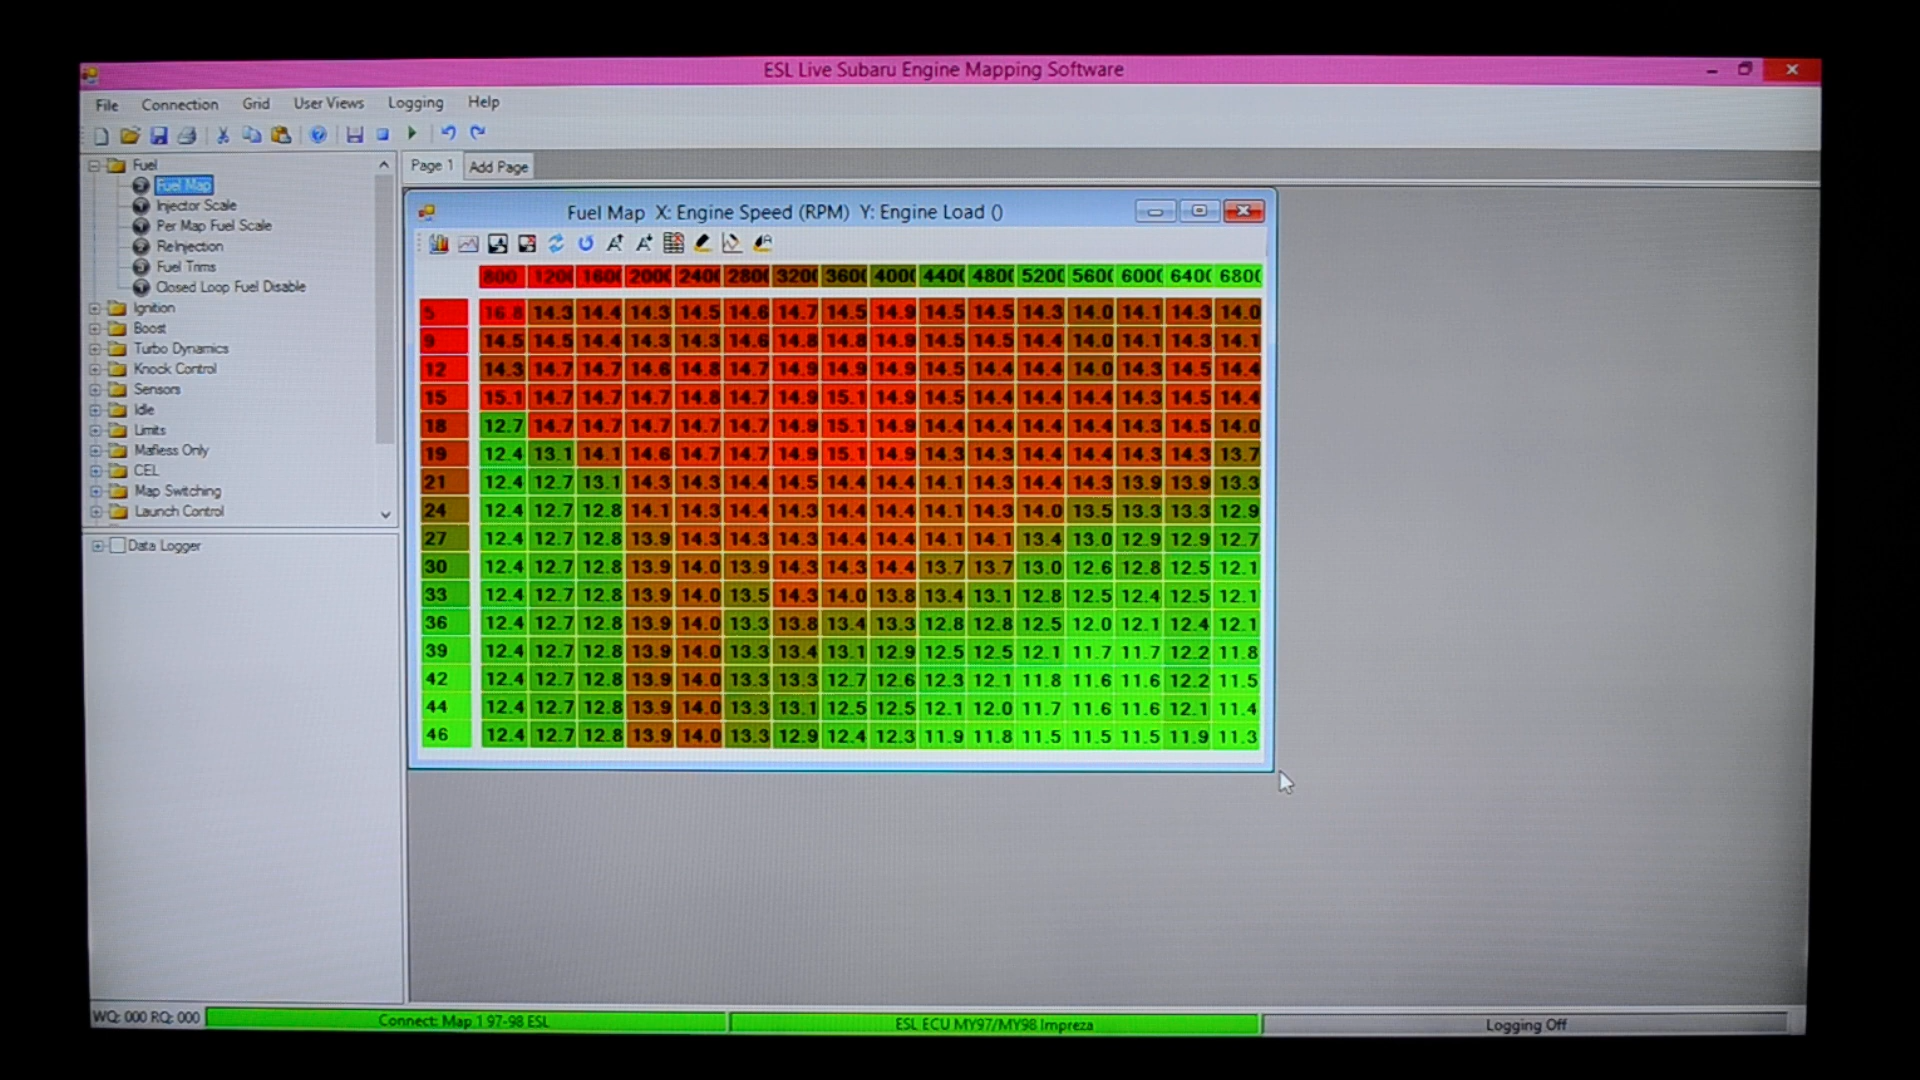 ESL Live Subaru Engine Mapping Software
File Connection Grid User Views Logging Help
Page 1 Add Page
Fuel
Fuel Map
Injector Scale
Per Map Fuel Scale
ReInjection
Fuel Trims
Closed Loop Fuel Disable
Ignition
Boost
Turbo Dynamics
Knock Control
Sensors
Idle
Limits
Mafless Only
CEL
Map Switching
Launch Control
Data Logger
Fuel Map X: Engine Speed (RPM) Y: Engine Load ()
800 120( 160( 200( 240( 280( 320( 360( 400( 440( 480( 520( 560( 600( 640( 680(
5 16.8 14.3 14.4 14.3 14.5 14.6 14.7 14.5 14.9 14.5 14.5 14.3 14.0 14.1 14.3 14.0
9 14.5 14.5 14.4 14.3 14.3 14.6 14.8 14.8 14.9 14.5 14.5 14.4 14.0 14.1 14.3 14.1
12 14.3 14.7 14.7 14.6 14.8 14.7 14.9 14.9 14.9 14.5 14.4 14.4 14.0 14.3 14.5 14.4
15 15.1 14.7 14.7 14.7 14.8 14.7 14.9 15.1 14.9 14.5 14.4 14.4 14.4 14.3 14.5 14.4
18 12.7 14.7 14.7 14.7 14.7 14.7 14.9 15.1 14.9 14.4 14.4 14.4 14.4 14.3 14.5 14.0
19 12.4 13.1 14.1 14.6 14.7 14.7 14.9 15.1 14.9 14.3 14.3 14.4 14.4 14.3 14.3 13.7
21 12.4 12.7 13.1 14.3 14.3 14.4 14.5 14.4 14.4 14.1 14.3 14.4 14.3 13.9 13.9 13.3
24 12.4 12.7 12.8 14.1 14.3 14.4 14.3 14.4 14.4 14.1 14.3 14.0 13.5 13.3 13.3 12.9
27 12.4 12.7 12.8 13.9 14.3 14.3 14.3 14.4 14.4 14.1 14.1 13.4 13.0 12.9 12.9 12.7
30 12.4 12.7 12.8 13.9 14.0 13.9 14.3 14.3 14.4 13.7 13.7 13.0 12.6 12.8 12.5 12.1
33 12.4 12.7 12.8 13.9 14.0 13.5 14.3 14.0 13.8 13.4 13.1 12.8 12.5 12.4 12.5 12.1
36 12.4 12.7 12.8 13.9 14.0 13.3 13.8 13.4 13.3 12.8 12.8 12.5 12.0 12.1 12.4 12.1
39 12.4 12.7 12.8 13.9 14.0 13.3 13.4 13.1 12.9 12.5 12.5 12.1 11.7 11.7 12.2 11.8
42 12.4 12.7 12.8 13.9 14.0 13.3 13.3 12.7 12.6 12.3 12.1 11.8 11.6 11.6 12.2 11.5
44 12.4 12.7 12.8 13.9 14.0 13.3 13.1 12.5 12.5 12.1 12.0 11.7 11.6 11.6 12.1 11.4
46 12.4 12.7 12.8 13.9 14.0 13.3 12.9 12.4 12.3 11.9 11.8 11.5 11.5 11.5 11.9 11.3
WQ: 000 RQ: 000 Connect: Map 1 97-98 ESL ESL ECU MY97/MY98 Impreza Logging Off